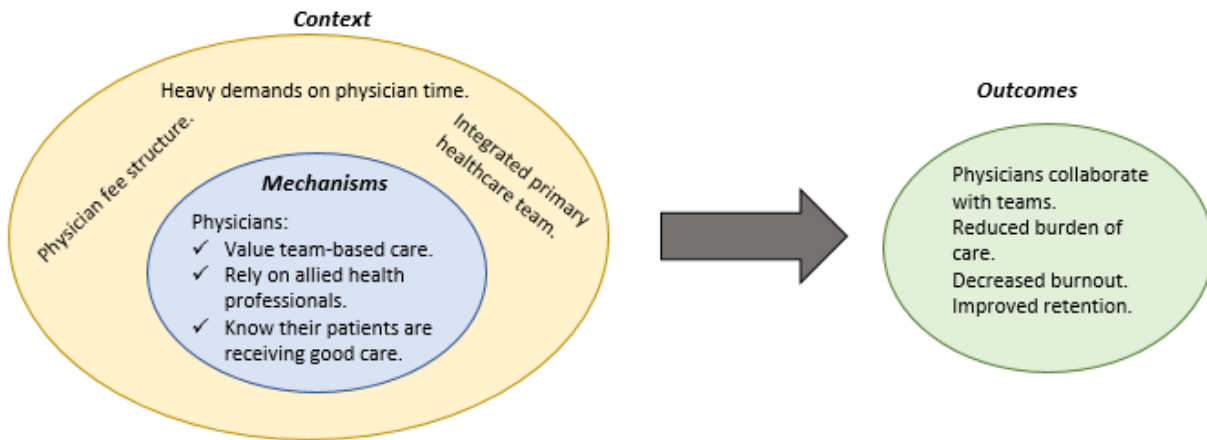 Context
Heavy demands on physician time.
Physician fee structure.
Integrated primary
healthcare team.
Mechanisms
Physicians:
✓ Value team-based care.
✓ Rely on allied health
professionals.
✓ Know their patients are
receiving good care.
Outcomes
Physicians collaborate
with teams.
Reduced burden of
care.
Decreased burnout.
Improved retention.